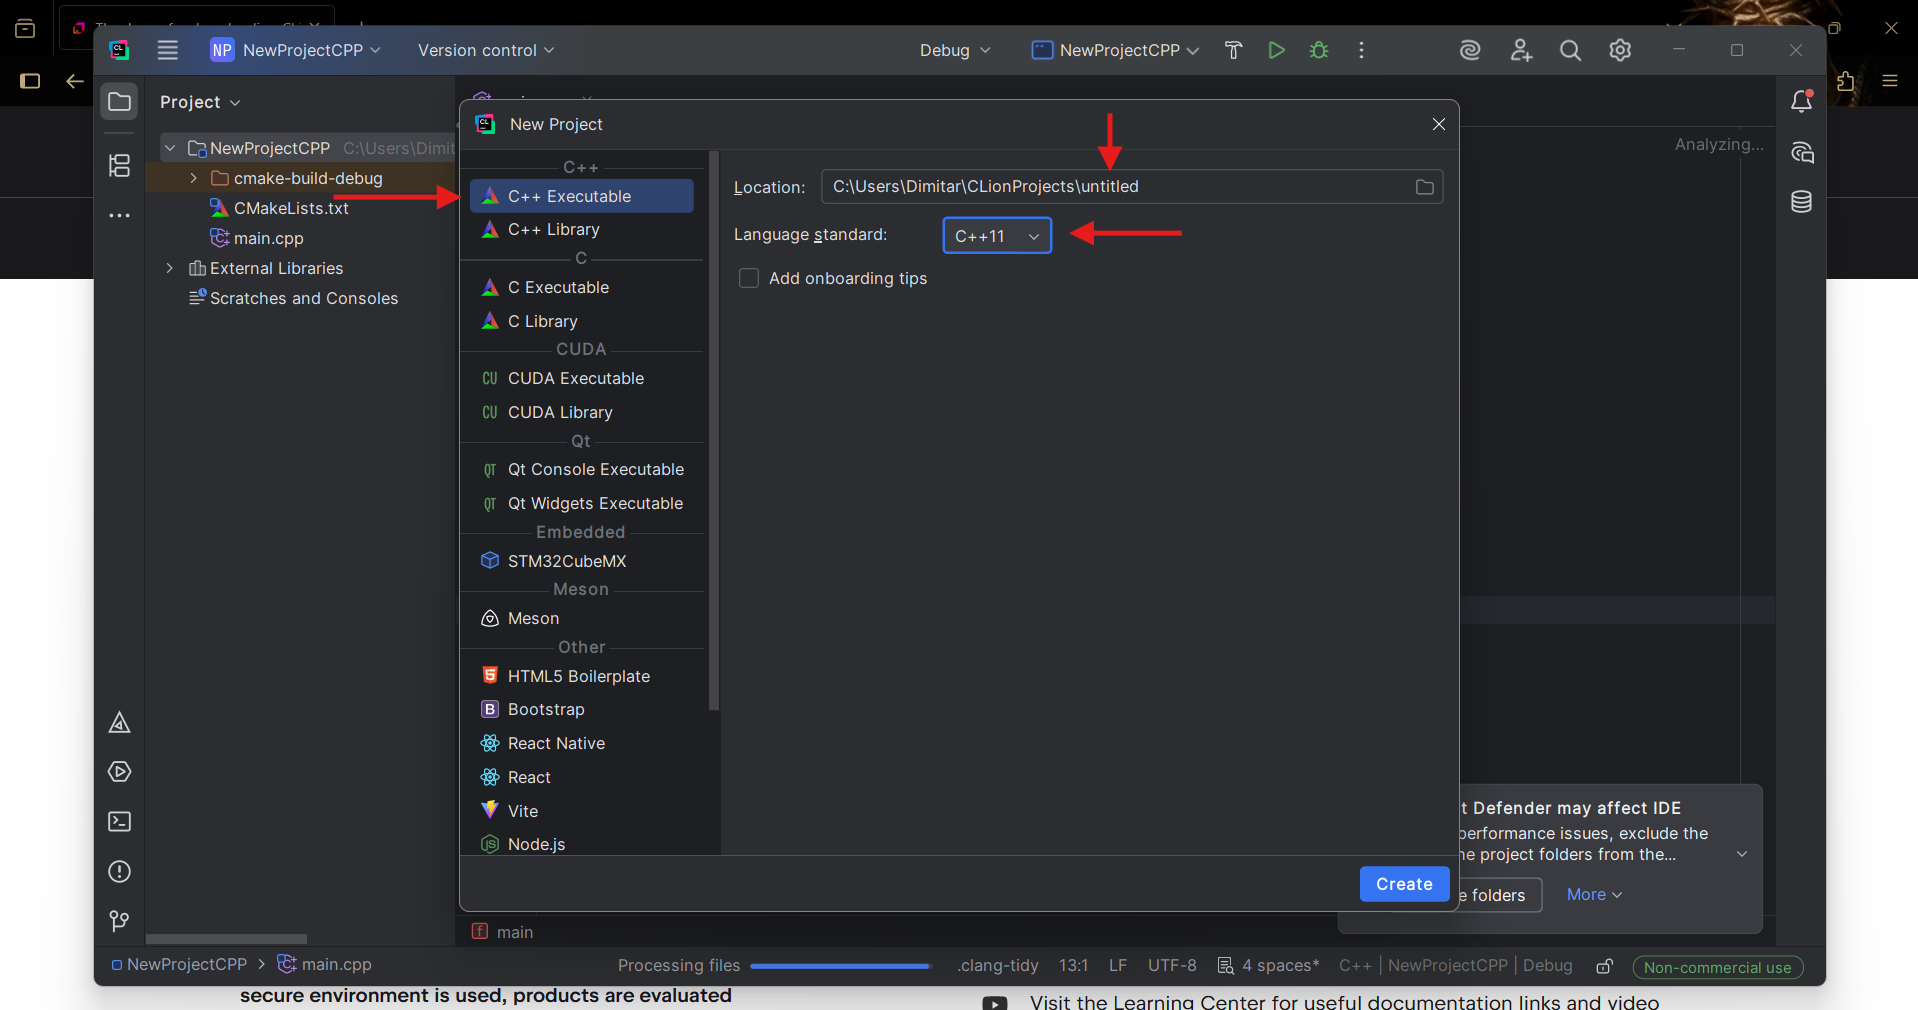 NP NewProjectCPP
Version control
Debug
NewProjectCPP
Project
NewProjectCPP C:\Users\Dimit
cmake-build-debug
CMakeLists.txt
main.cpp
External Libraries
Scratches and Consoles
Analyzing...
New Project
C++
C++ Executable
C++ Library
C
C Executable
C Library
CUDA
CUDA Executable
CUDA Library
Qt
Qt Console Executable
Qt Widgets Executable
Embedded
STM32CubeMX
Meson
Meson
Other
HTML5 Boilerplate
Bootstrap
React Native
React
Vite
Node.js
Location: C:\Users\Dimitar\CLionProjects\untitled
Language standard: C++11
Add onboarding tips
Create
t Defender may affect IDE
performance issues, exclude the
he project folders from the...
e folders
More
main
NewProjectCPP > main.cpp
Processing files
.clang-tidy
13:1
LF
UTF-8
4 spaces*
C++ | NewProjectCPP | Debug
Non-commercial use
secure environment is used, products are evaluated
Visit the Learning Center for useful documentation links and video